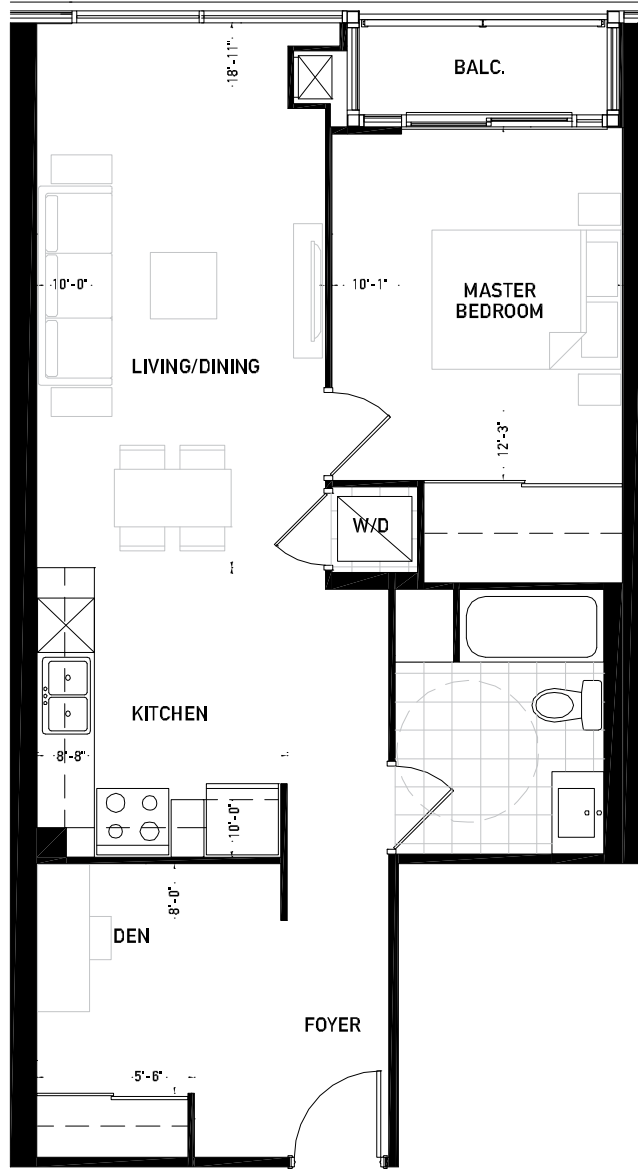 18'-11"
BALC.
10'-0"
10'-1"
MASTER
BEDROOM
LIVING/DINING
12'-3"
W/D
KITCHEN
8'-8"
10'-0"
8'-0"
DEN
FOYER
5'-6"